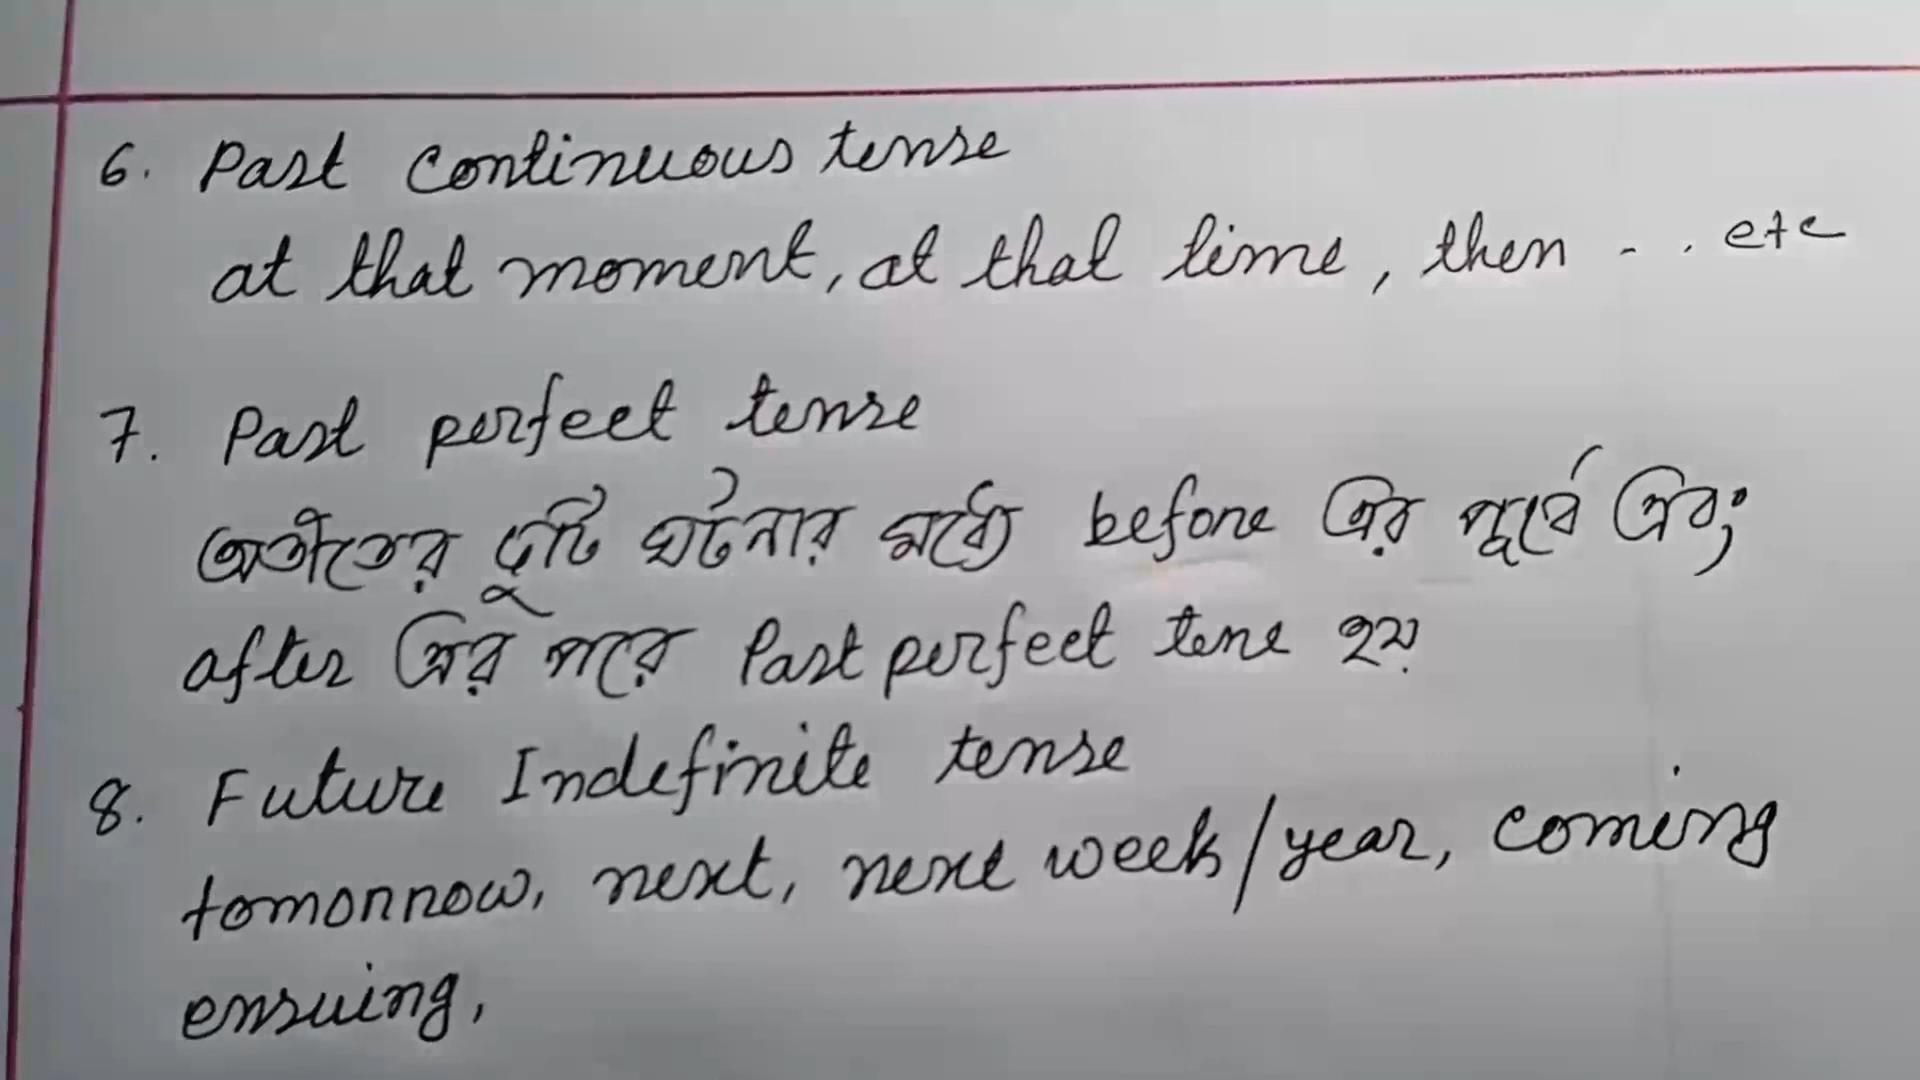 6. Past continuous tense
at that moment, at that time, then - . . etc
7. Past perfect tense
অতীতের দুটি ঘটনার মধ্যে before এর পূর্বে এবং
after এর পরে Past perfect tene হয়
8. Future Indefinite tense
tomorrow, next, next week/year, coming
ensuing,